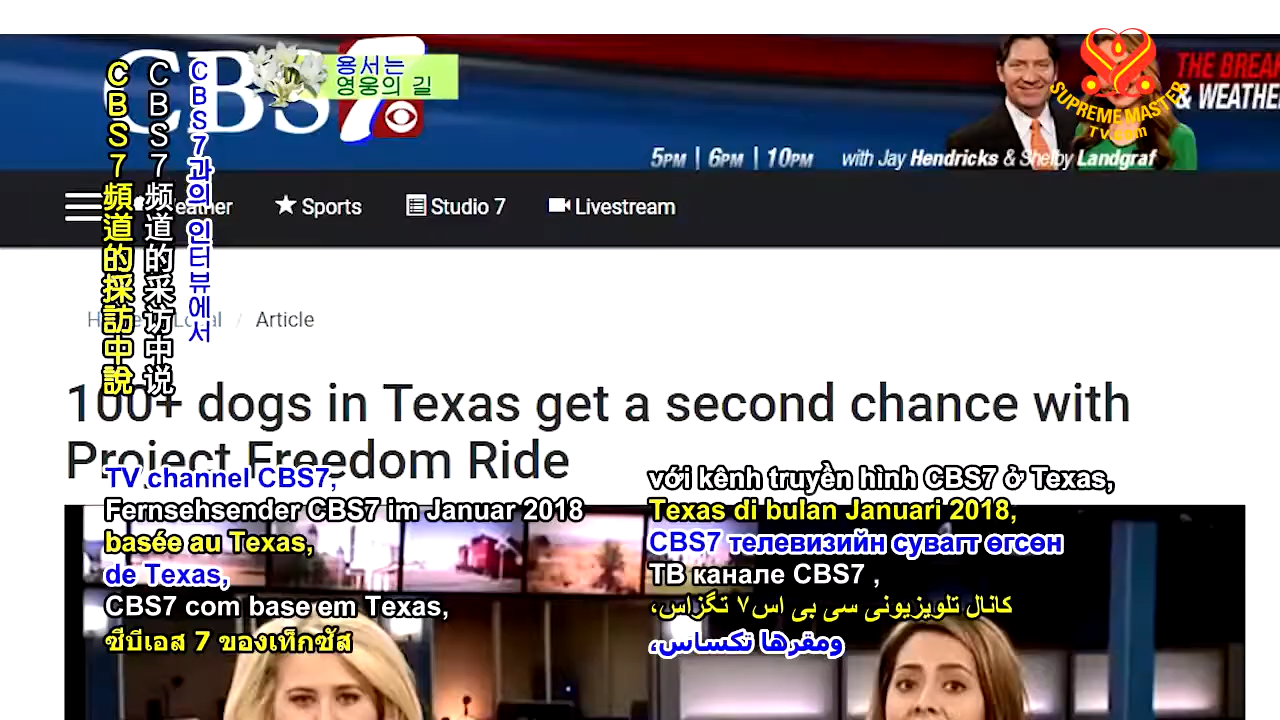 CBS7
용서는
영웅의 길
SUPREME MASTER
TV.com
THE BREAK
& WEATHE
5PM | 6PM | 10PM with Jay Hendricks & Shelby Landgraf
CBS7頻道的採訪中說
CBS7频道的采访中说
CBS7과의 인터뷰에서
Weather
Sports
Studio 7
Livestream
Home / Local / Article
100+ dogs in Texas get a second chance with
Project Freedom Ride
TV channel CBS7,
Fernsehsender CBS7 im Januar 2018
basée au Texas,
de Texas,
CBS7 com base em Texas,
ซีบีเอส 7 ของเท็กซัส
với kênh truyền hình CBS7 ở Texas,
Texas di bulan Januari 2018,
CBS7 телевизийн сувагт өгсөн
ТВ канале CBS7 ,
کانال تلویزیونی سی بی اس۷ تگزاس،
ومقرها تكساس،